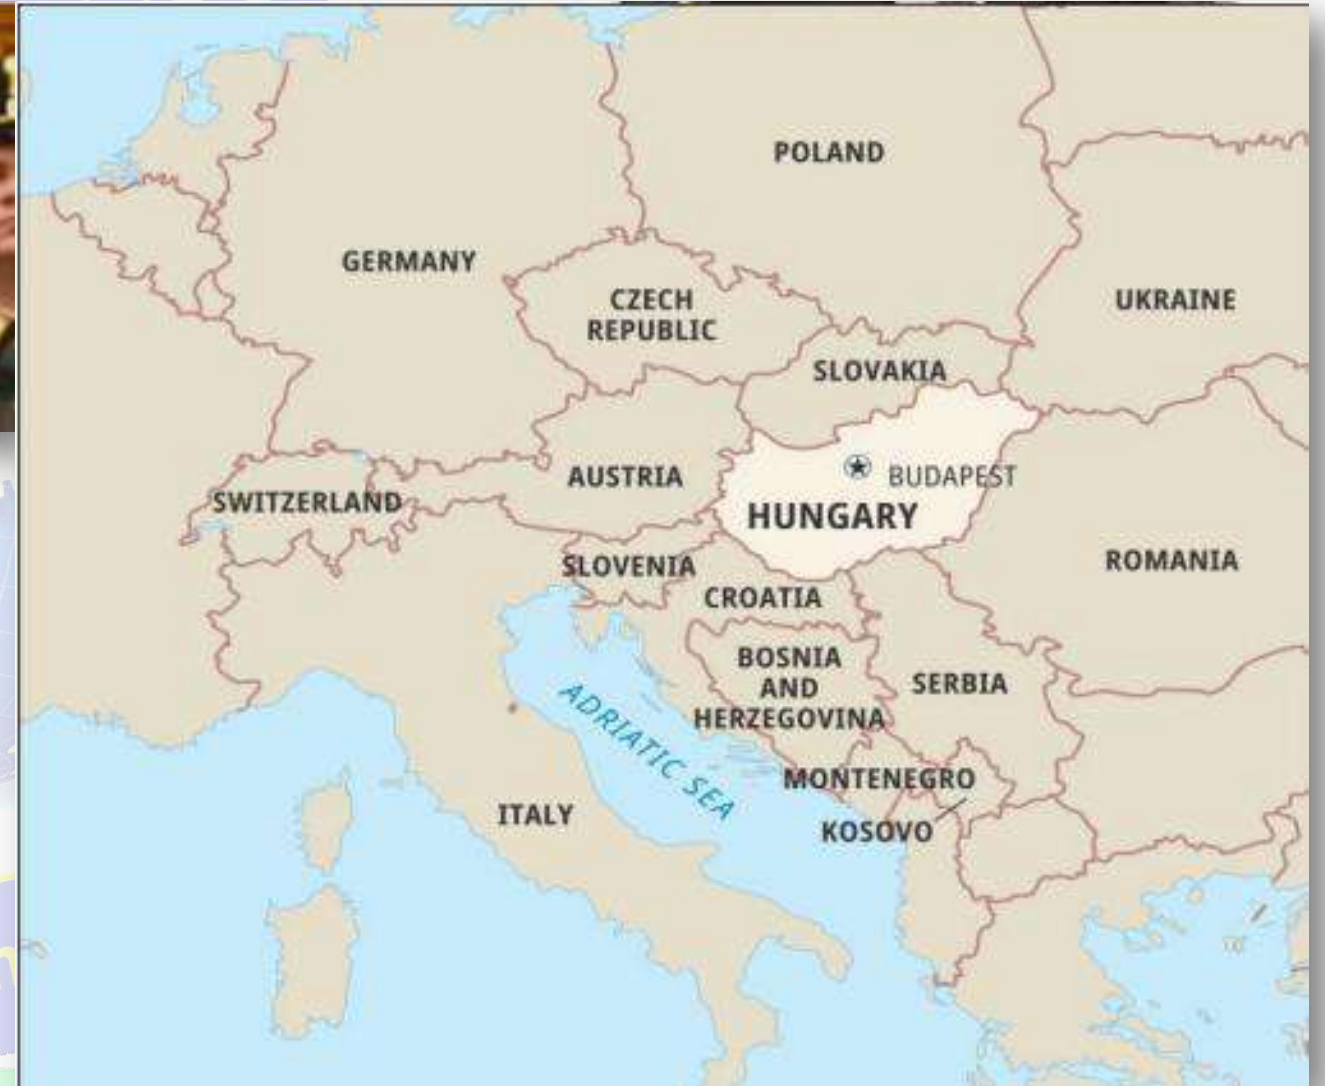 POLAND
GERMANY
CZECH
REPUBLIC
UKRAINE
SLOVAKIA
AUSTRIA
BUDAPEST
SWITZERLAND
HUNGARY
SLOVENIA
ROMANIA
CROATIA
BOSNIA
AND
HERZEGOVINA
SERBIA
ADRIATIC SEA
MONTENEGRO
ITALY
KOSOVO